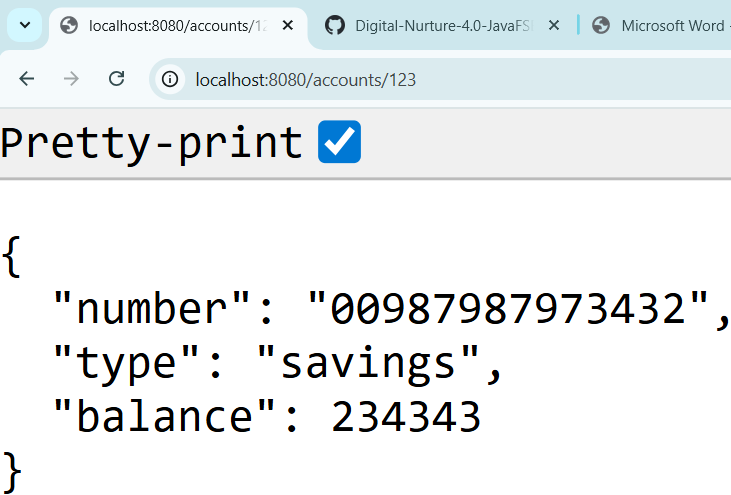 localhost:8080/accounts/12
Digital-Nurture-4.0-JavaFS
Microsoft Word -
localhost:8080/accounts/123
Pretty-print
{
"number": "00987987973432",
"type": "savings",
"balance": 234343
}